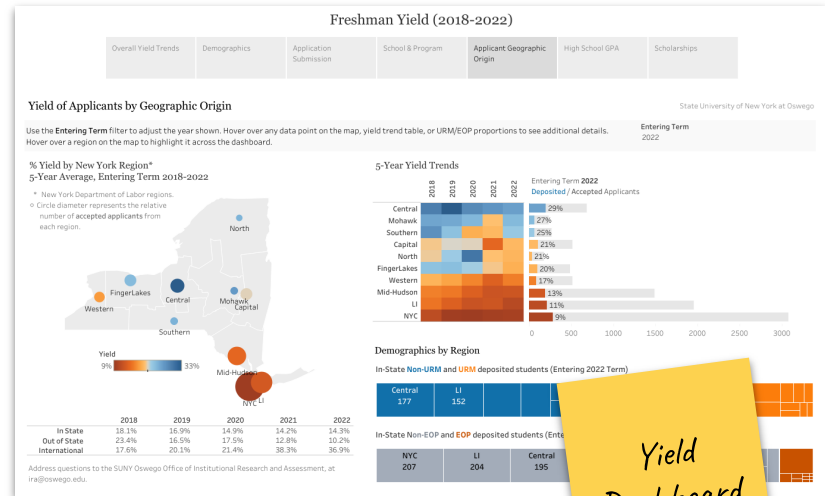 Freshman Yield (2018-2022)
Overall Yield Trends
Demographics
Application
Submission
School & Program
Applicant Geographic
Origin
High School GPA
Scholarships
Yield of Applicants by Geographic Origin
State University of New York at Oswego
Use the Entering Term filter to adjust the year shown. Hover over any data point on the map, yield trend table, or URM/EOP proportions to see additional details.
Hover over a region on the map to highlight it across the dashboard.
Entering Term
2022
% Yield by New York Region*
5-Year Average, Entering Term 2018-2022
* New York Department of Labor regions.
○ Circle diameter represents the relative
number of accepted applicants from
each region.
North
FingerLakes
Western
Central
Mohawk
Capital
Southern
Mid-Hudson
NYC
LI
Yield
9%
33%
2018 2019 2020 2021 2022
In State 18.1% 16.9% 14.9% 14.2% 14.3%
Out of State 23.4% 16.5% 17.5% 12.8% 10.2%
International 17.6% 20.1% 21.4% 38.3% 36.9%
Address questions to the SUNY Oswego Office of Institutional Research and Assessment, at
ira@oswego.edu.
5-Year Yield Trends
2018 2019 2020 2021 2022
Entering Term 2022
Deposited / Accepted Applicants
Central 29%
Mohawk 27%
Southern 25%
Capital 21%
North 21%
FingerLakes 20%
Western 17%
Mid-Hudson 13%
LI 11%
NYC 9%
0 500 1000 1500 2000 2500 3000
Demographics by Region
In-State Non-URM and URM deposited students (Entering 2022 Term)
Central
177
LI
152
In-State Non-EOP and EOP deposited students (Ente
NYC
207
LI
204
Central
195
Yield
Dashboard